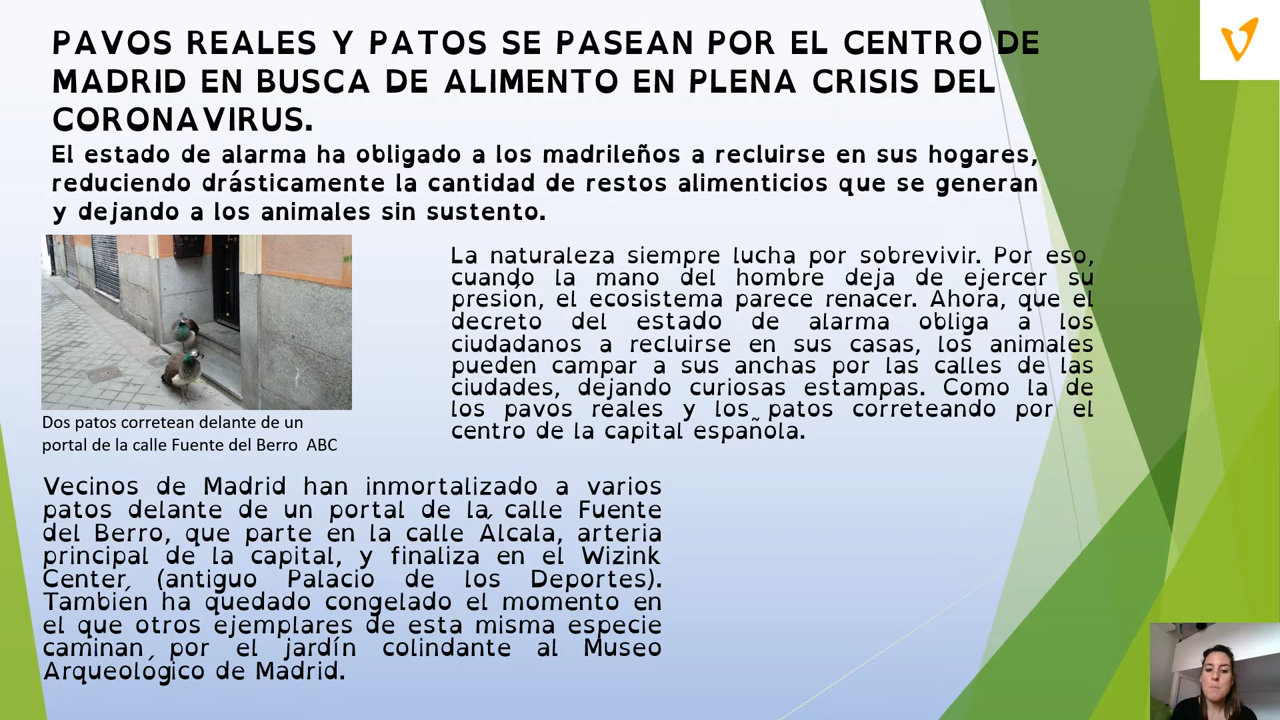 PAVOS REALES Y PATOS SE PASEAN POR EL CENTRO DE
MADRID EN BUSCA DE ALIMENTO EN PLENA CRISIS DEL
CORONAVIRUS.
El estado de alarma ha obligado a los madrileños a recluirse en sus hogares,
reduciendo drásticamente la cantidad de restos alimenticios que se generan
y dejando a los animales sin sustento.
La naturaleza siempre lucha por sobrevivir. Por eso,
cuando la mano del hombre deja de ejercer su
presión, el ecosistema parece renacer. Ahora, que el
decreto del estado de alarma obliga a los
ciudadanos a recluirse en sus casas, los animales
pueden campar a sus anchas por las calles de las
ciudades, dejando curiosas estampas. Como la de
los pavos reales y los patos correteando por el
centro de la capital española.
Dos patos corretean delante de un
portal de la calle Fuente del Berro ABC
Vecinos de Madrid han inmortalizado a varios
patos delante de un portal de la calle Fuente
del Berro, que parte en la calle Álcala, arteria
principal de la capital, y finaliza en el Wizink
Center (antiguo Palacio de los Deportes).
También ha quedado congelado el momento en
el que otros ejemplares de esta misma especie
caminan por el jardín colindante al Museo
Arqueológico de Madrid.